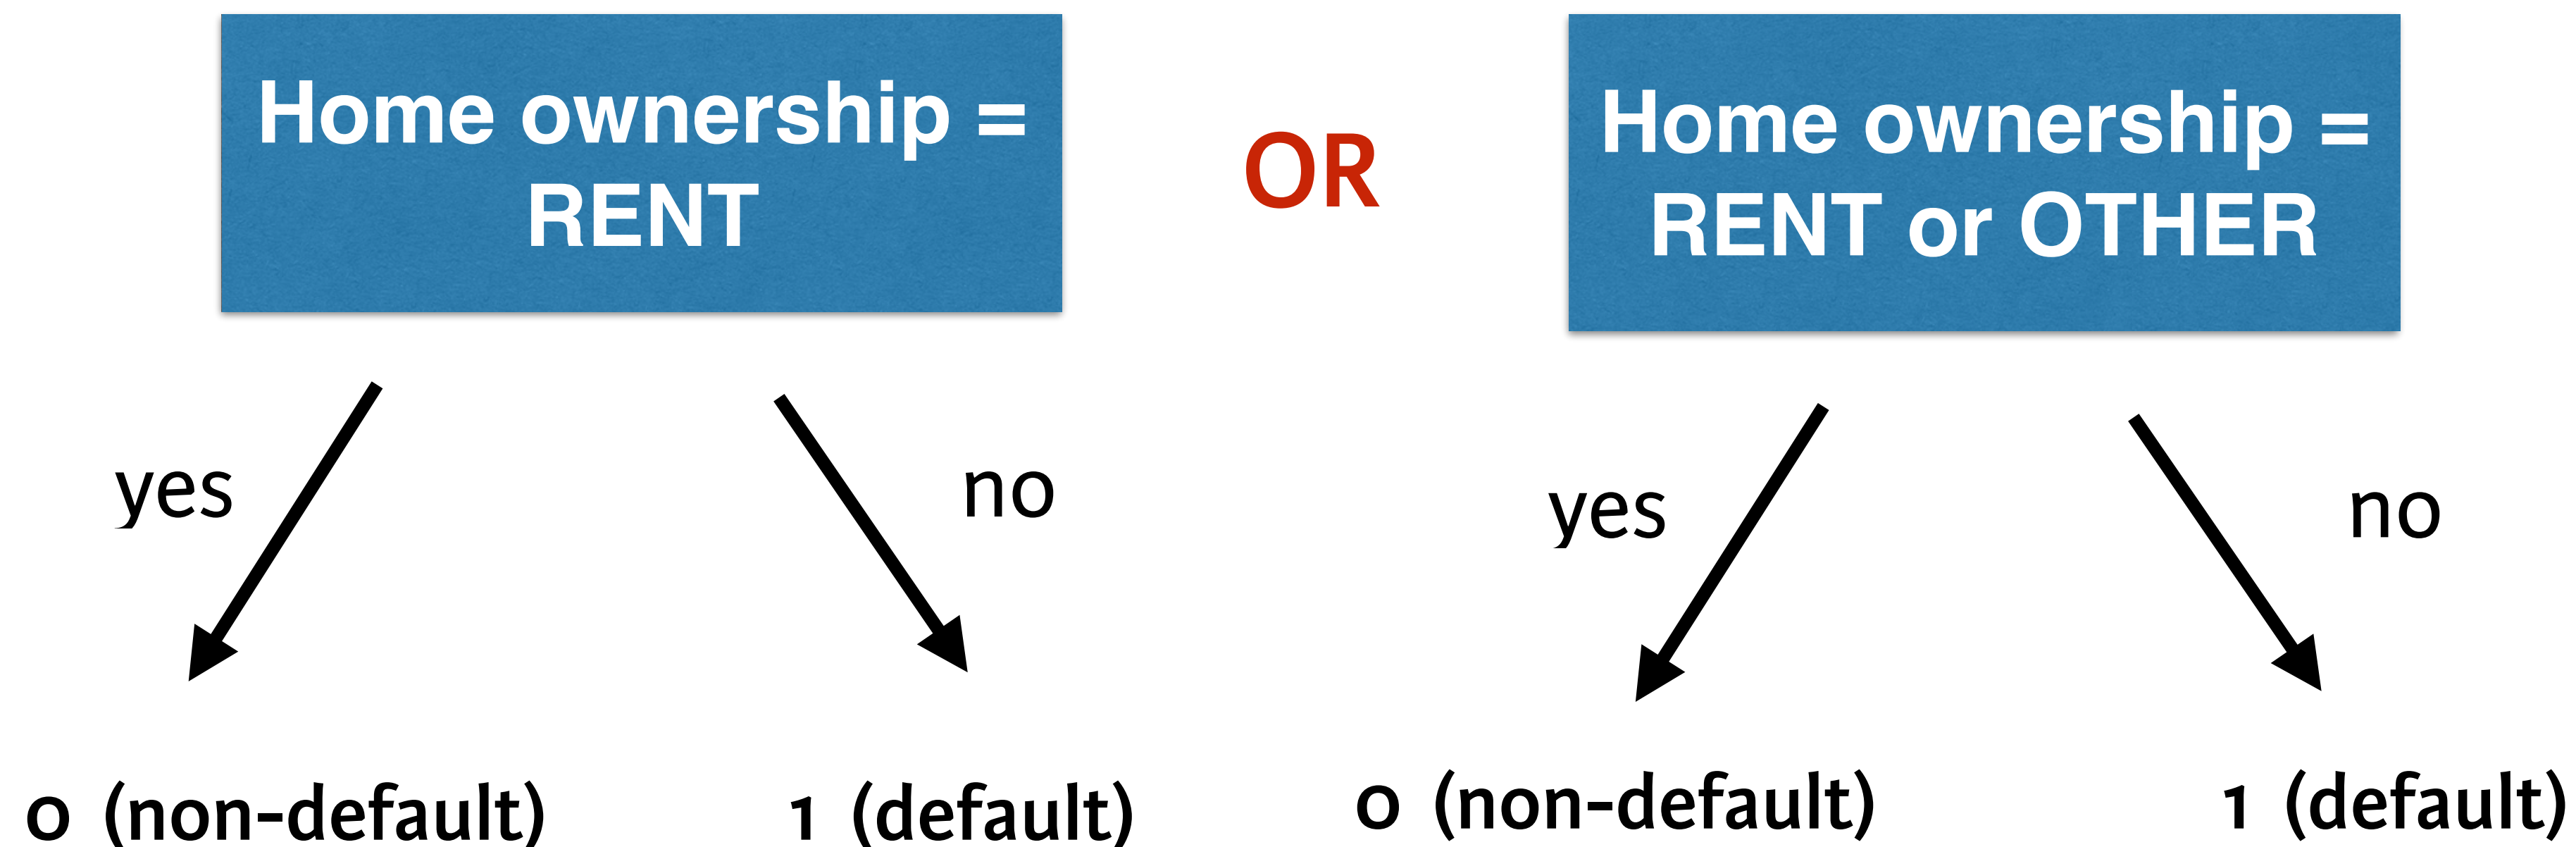 Home ownership =
RENT
OR
Home ownership =
RENT or OTHER
yes
no
yes
no
0 (non-default)
1 (default)
0 (non-default)
1 (default)